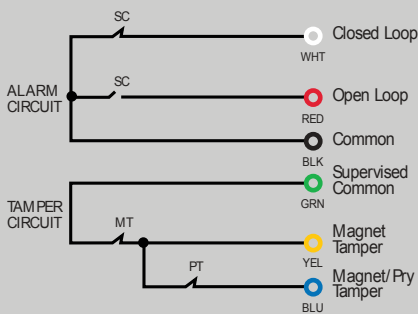 SC
Closed Loop
WHT
ALARM
CIRCUIT
SC
Open Loop
RED
Common
BLK
Supervised
Common
GRN
TAMPER
CIRCUIT
MT
Magnet
Tamper
YEL
PT
Magnet/Pry
Tamper
BLU